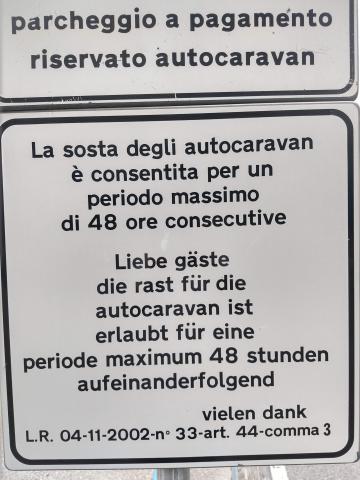 parcheggio a pagamento
riservato autocaravan
La sosta degli autocaravan
è consentita per un
periodo massimo
di 48 ore consecutive
Liebe gäste
die rast für die
autocaravan ist
erlaubt für eine
periode maximum 48 stunden
aufeinanderfolgend
vielen dank
L.R. 04-11-2002-n° 33-art. 44-comma 3